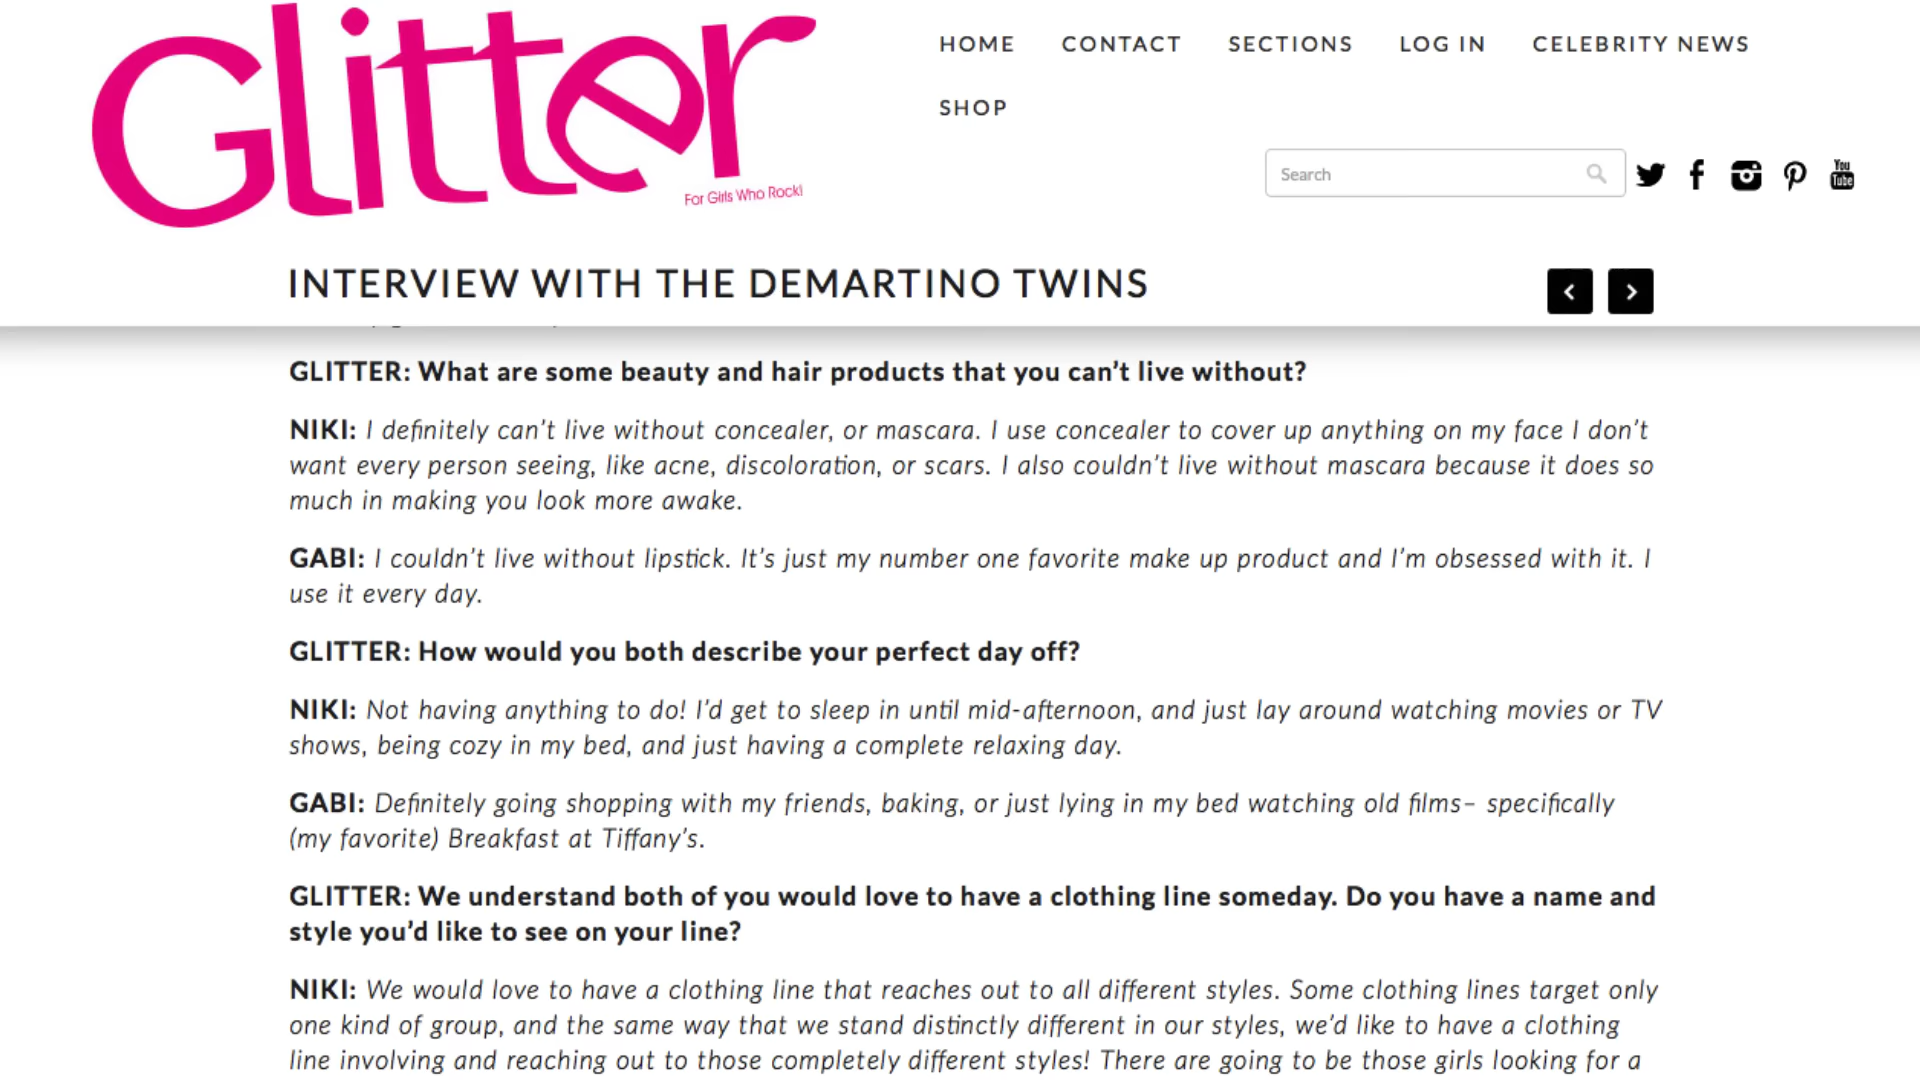 Glitter
For Girls Who Rock!
HOME CONTACT SECTIONS LOG IN CELEBRITY NEWS
SHOP
Search
You
Tube
INTERVIEW WITH THE DEMARTINO TWINS
GLITTER: What are some beauty and hair products that you can’t live without?
NIKI: I definitely can’t live without concealer, or mascara. I use concealer to cover up anything on my face I don’t
want every person seeing, like acne, discoloration, or scars. I also couldn’t live without mascara because it does so
much in making you look more awake.
GABI: I couldn’t live without lipstick. It’s just my number one favorite make up product and I’m obsessed with it. I
use it every day.
GLITTER: How would you both describe your perfect day off?
NIKI: Not having anything to do! I’d get to sleep in until mid-afternoon, and just lay around watching movies or TV
shows, being cozy in my bed, and just having a complete relaxing day.
GABI: Definitely going shopping with my friends, baking, or just lying in my bed watching old films– specifically
(my favorite) Breakfast at Tiffany’s.
GLITTER: We understand both of you would love to have a clothing line someday. Do you have a name and
style you’d like to see on your line?
NIKI: We would love to have a clothing line that reaches out to all different styles. Some clothing lines target only
one kind of group, and the same way that we stand distinctly different in our styles, we’d like to have a clothing
line involving and reaching out to those completely different styles! There are going to be those girls looking for a